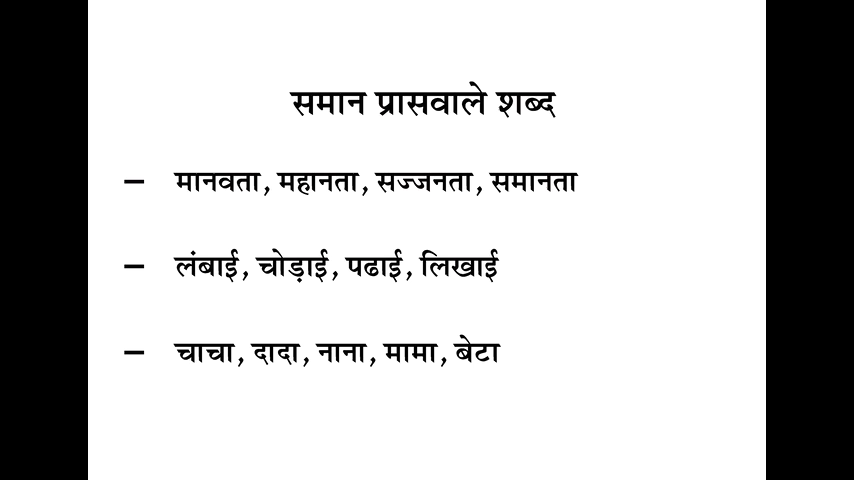 समान प्रासवाले शब्द
– मानवता, महानता, सज्जनता, समानता
– लंबाई, चोड़ाई, पढाई, लिखाई
– चाचा, दादा, नाना, मामा, बेटा